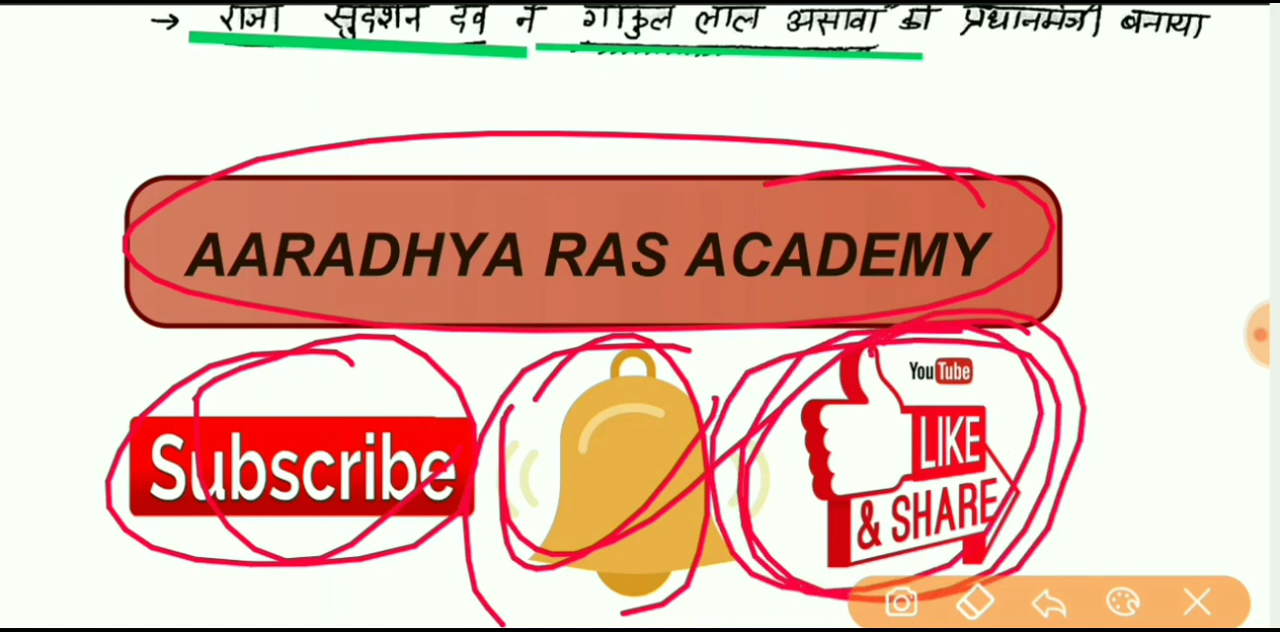 → राजा सुदर्शन देव ने गोकुल लाल असावा को प्रधानमंत्री बनाया
AARADHYA RAS ACADEMY
Subscribe
YouTube
LIKE
& SHARE